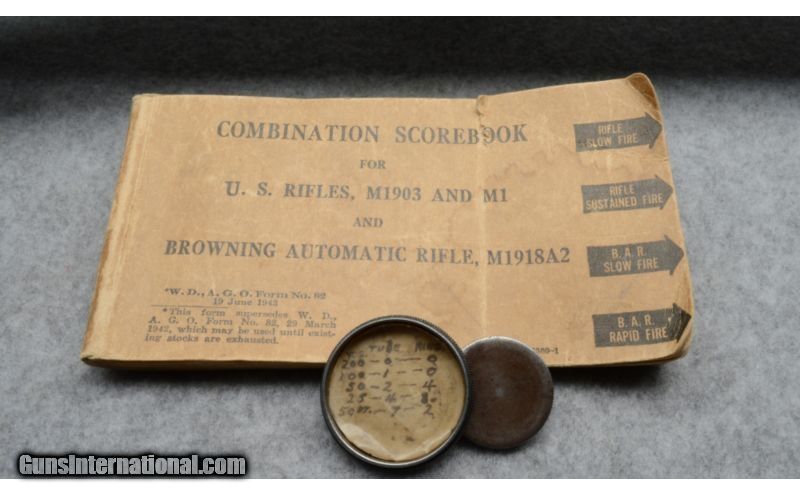 COMBINATION SCOREBOOK
FOR
U. S. RIFLES, M1903 AND M1
AND
BROWNING AUTOMATIC RIFLE, M1918A2
*W. D., A. G. O. Form No. 82
19 June 1943
*This form supersedes W. D.,
A. G. O. Form No. 82, 29 March
1942, which may be used until exist-
ing stocks are exhausted.
RIFLE
SLOW FIRE
RIFLE
SUSTAINED FIRE
B. A. R.
SLOW FIRE
B. A. R.
RAPID FIRE
TUBE
200 - 0 - 0
100 - 1 - 0
50 - 2 - 4
25 - 4 - 8
- 7 - 2
GunsInternational.com